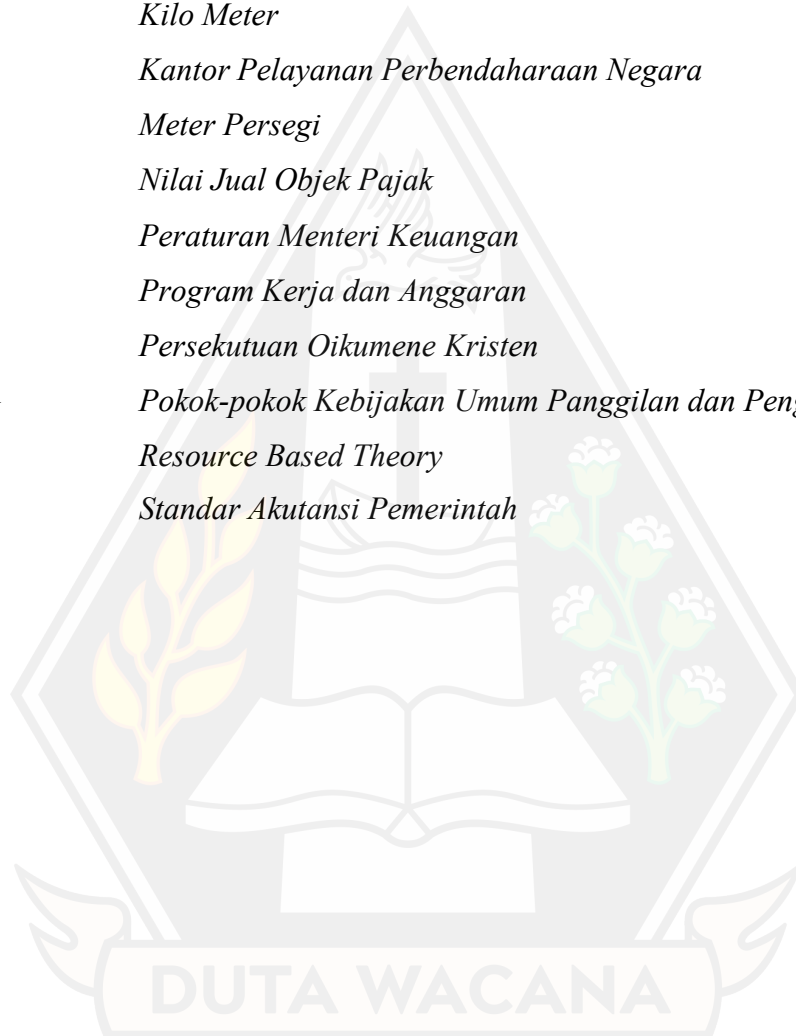 Kilo Meter
Kantor Pelayanan Perbendaharaan Negara
Meter Persegi
Nilai Jual Objek Pajak
Peraturan Menteri Keuangan
Program Kerja dan Anggaran
Persekutuan Oikumene Kristen
Pokok-pokok Kebijakan Umum Panggilan dan Peng
Resource Based Theory
Standar Akutansi Pemerintah
DUTA WACANA